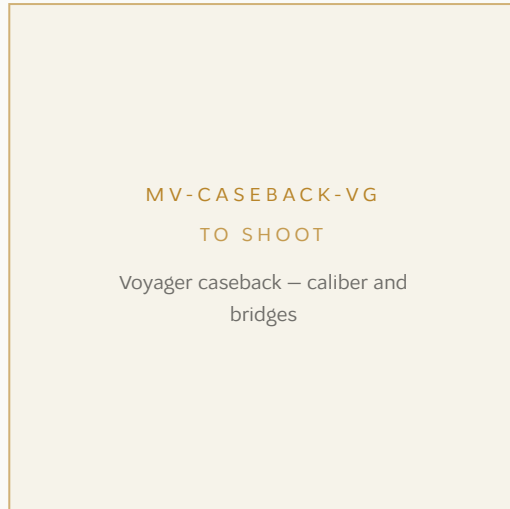 MV-CASEBACK-VG
TO SHOOT
Voyager caseback — caliber and
bridges